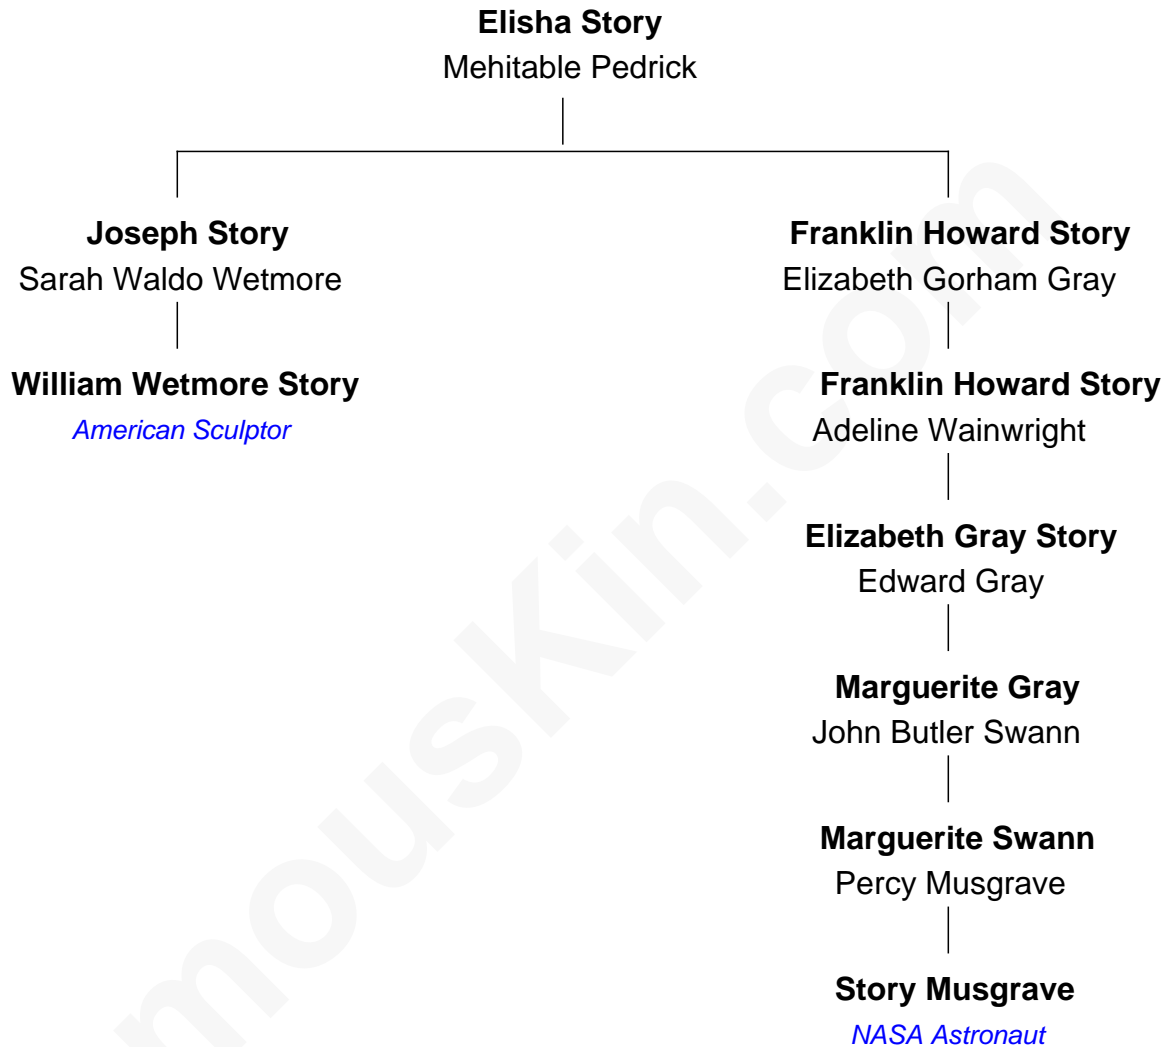 Elisha Story
Mehitable Pedrick
Joseph Story
Sarah Waldo Wetmore
Franklin Howard Story
Elizabeth Gorham Gray
William Wetmore Story
American Sculptor
Franklin Howard Story
Adeline Wainwright
Elizabeth Gray Story
Edward Gray
Marguerite Gray
John Butler Swann
Marguerite Swann
Percy Musgrave
Story Musgrave
NASA Astronaut
mousKin.com